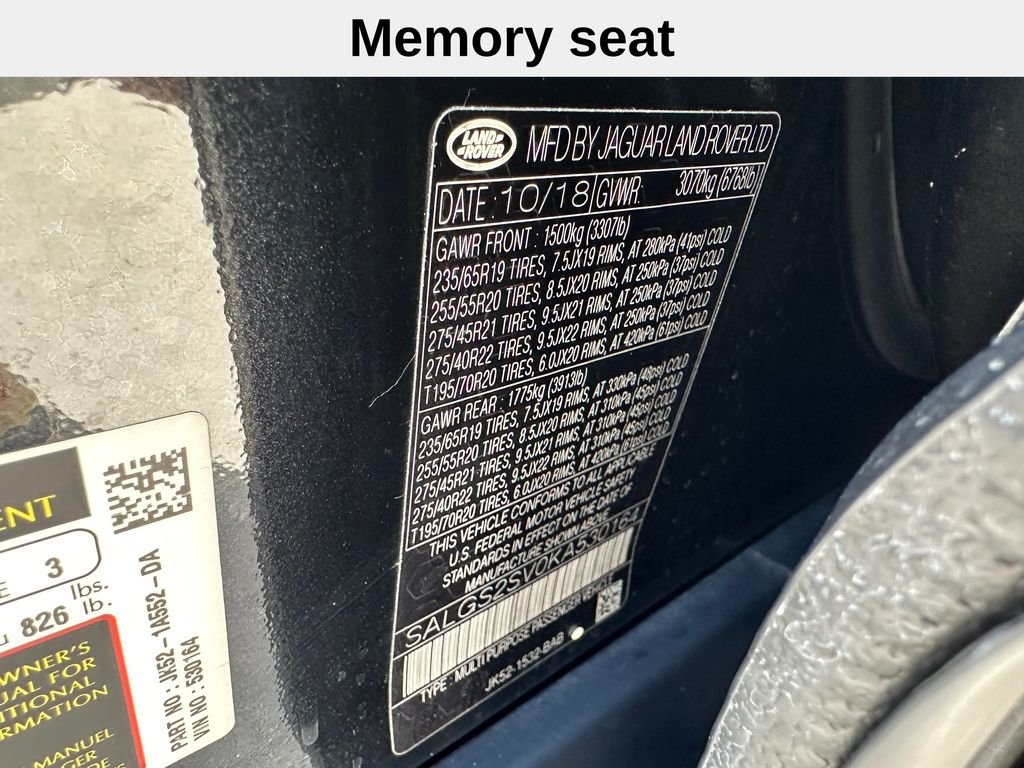 Memory seat
LAND ROVER
MFD BY JAGUAR LAND ROVER LTD
DATE : 10/18 GVWR: 3070kg (6768lb)
GAWR FRONT : 1500kg (3307lb)
235/65R19 TIRES, 7.5JX19 RIMS, AT 280kPa (41psi) COLD
255/55R20 TIRES, 8.5JX20 RIMS, AT 250kPa (37psi) COLD
275/45R21 TIRES, 9.5JX21 RIMS, AT 250kPa (37psi) COLD
275/40R22 TIRES, 9.5JX22 RIMS, AT 250kPa (37psi) COLD
T195/70R20 TIRES, 6.0JX20 RIMS, AT 420kPa (61psi) COLD
GAWR REAR : 1775kg (3913lb)
235/65R19 TIRES, 7.5JX19 RIMS, AT 330kPa (48psi) COLD
255/55R20 TIRES, 8.5JX20 RIMS, AT 310kPa (45psi) COLD
275/45R21 TIRES, 9.5JX21 RIMS, AT 310kPa (45psi) COLD
275/40R22 TIRES, 9.5JX22 RIMS, AT 310kPa (45psi) COLD
T195/70R20 TIRES, 6.0JX20 RIMS, AT 420kPa COLD
THIS VEHICLE CONFORMS TO ALL APPLICABLE
U.S. FEDERAL MOTOR VEHICLE SAFETY
STANDARDS IN EFFECT ON THE DATE OF
MANUFACTURE SHOWN ABOVE
SALGS2SV0KA530164
TYPE : MULTI PURPOSE PASSENGER VEHICLE
JK52-1532-BAB
ENT
E 3
826 lbs.
lb.
WNER'S
UAL FOR
ITIONAL
RMATION
MANUEL
GER
DE
PART NO : JK52-1A552-DA
VIN NO : 530164